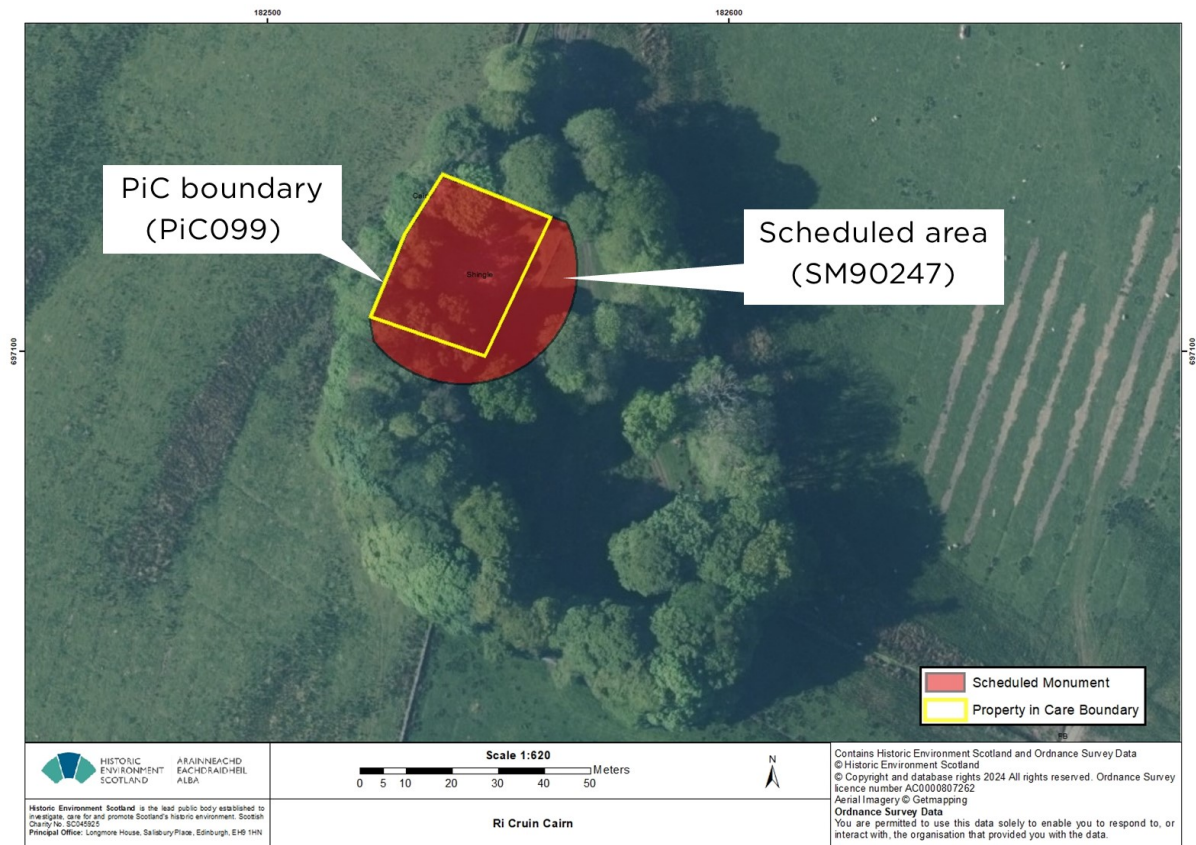 182500
182600
PiC boundary
(PiC099)
Scheduled area
(SM90247)
Shingle
697100
697100
Scheduled Monument
Property in Care Boundary
FB
HISTORIC
ENVIRONMENT
SCOTLAND
ARAINNEACHD
EACHDRAIDHEIL
ALBA
Historic Environment Scotland is the lead public body established to
investigate, care for and promote Scotland's historic environment. Scottish
Charity No. SC045925
Principal Office: Longmore House, Salisbury Place, Edinburgh, EH9 1HN
Scale 1:620
Meters
0 5 10 20 30 40 50
N
Ri Cruin Cairn
Contains Historic Environment Scotland and Ordnance Survey Data
© Historic Environment Scotland
© Copyright and database rights 2024 All rights reserved. Ordnance Survey
licence number AC0000807262
Aerial Imagery © Getmapping
Ordnance Survey Data
You are permitted to use this data solely to enable you to respond to, or
interact with, the organisation that provided you with the data.